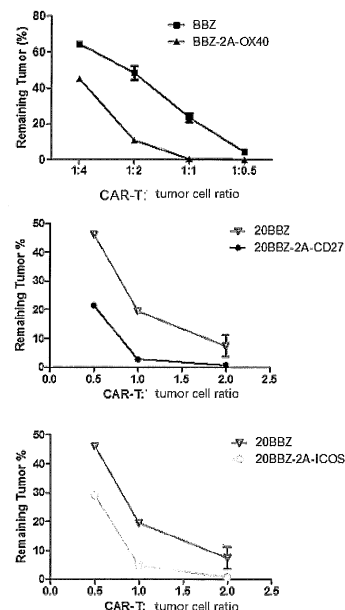 BBZ
BBZ-2A-OX40
Remaining Tumor (%)
80
60
40
20
0
1:4
1:2
1:1
1:0.5
CAR-T: tumor cell ratio
20BBZ
20BBZ-2A-CD27
Remaining Tumor %
50
40
30
20
10
0
0.0
0.5
1.0
1.5
2.0
2.5
CAR-T: tumor cell ratio
20BBZ
20BBZ-2A-ICOS
Remaining Tumor %
50
40
30
20
10
0
0.0
0.5
1.0
1.5
2.0
2.5
CAR-T: tumor cell ratio